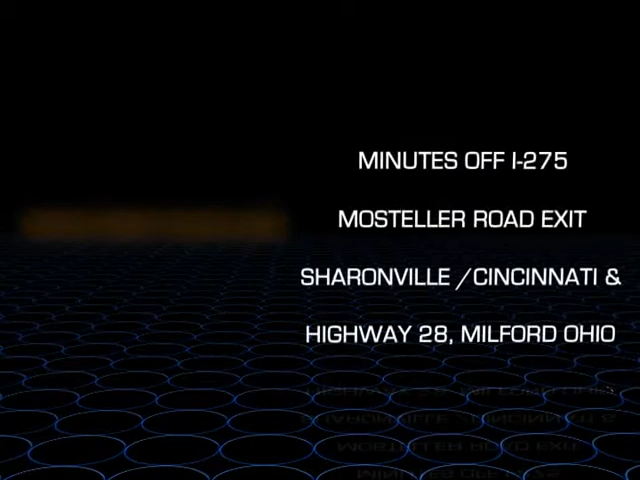 MINUTES OFF I-275
MOSTELLER ROAD EXIT
SHARONVILLE /CINCINNATI &
HIGHWAY 28, MILFORD OHIO